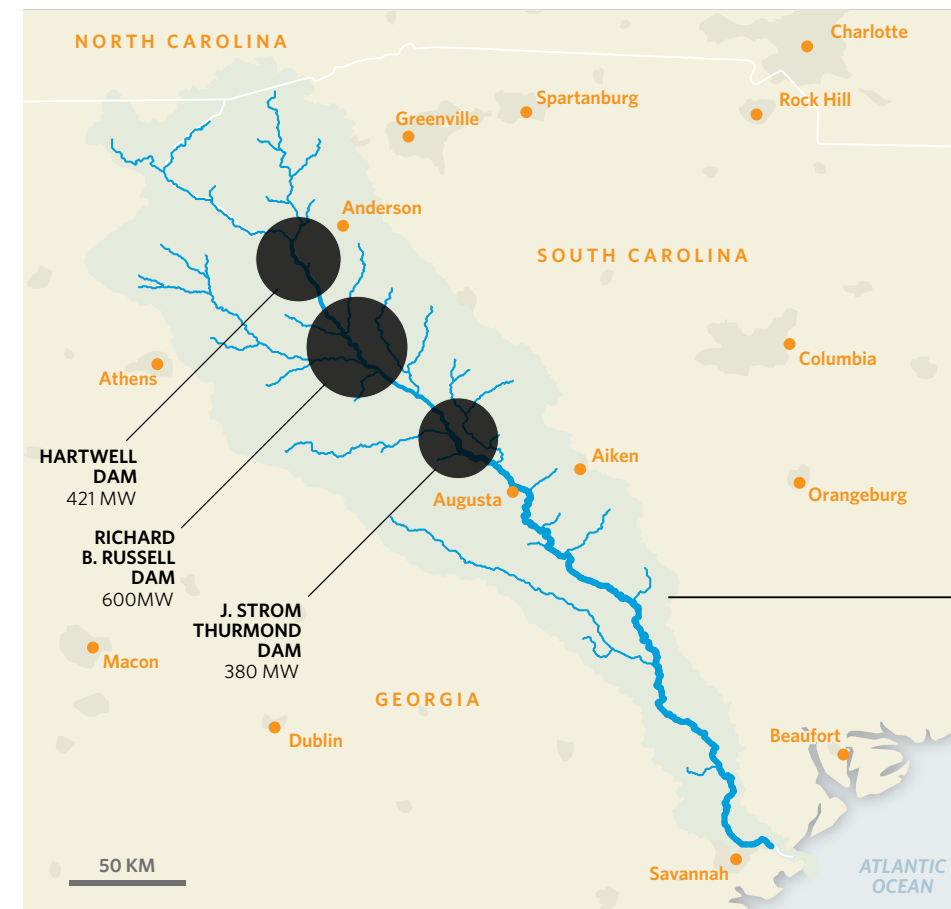 NORTH CAROLINA
Charlotte
Spartanburg
Rock Hill
Greenville
Anderson
SOUTH CAROLINA
Columbia
Athens
Aiken
HARTWELL
DAM
421 MW
Augusta
Orangeburg
RICHARD
B. RUSSELL
DAM
600MW
J. STROM
THURMOND
DAM
380 MW
Macon
GEORGIA
Dublin
Beaufort
50 KM
Savannah
ATLANTIC
OCEAN